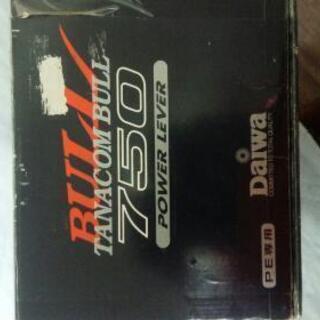 BULL
TANACOM BULL
750
POWER LEVER
Daiwa
PE専用